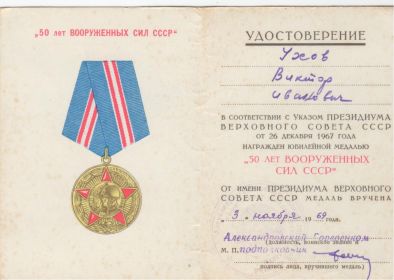 „50 лет ВООРУЖЕННЫХ СИЛ СССР“
УДОСТОВЕРЕНИЕ
Ужов
Виктор
Иванович
В СООТВЕТСТВИИ С УКАЗОМ ПРЕЗИДИУМА
ВЕРХОВНОГО СОВЕТА СССР
ОТ 26 ДЕКАБРЯ 1967 ГОДА
НАГРАЖДЕН ЮБИЛЕЙНОЙ МЕДАЛЬЮ
„50 ЛЕТ ВООРУЖЕННЫХ
СИЛ СССР“
ОТ ИМЕНИ ПРЕЗИДИУМА ВЕРХОВНОГО
СОВЕТА СССР МЕДАЛЬ ВРУЧЕНА
„3“ ноября 1969 года.
Александровский Горвоенком
(должность, воинское звание и
М. П. подполковник
подпись лица, вручившего медаль)